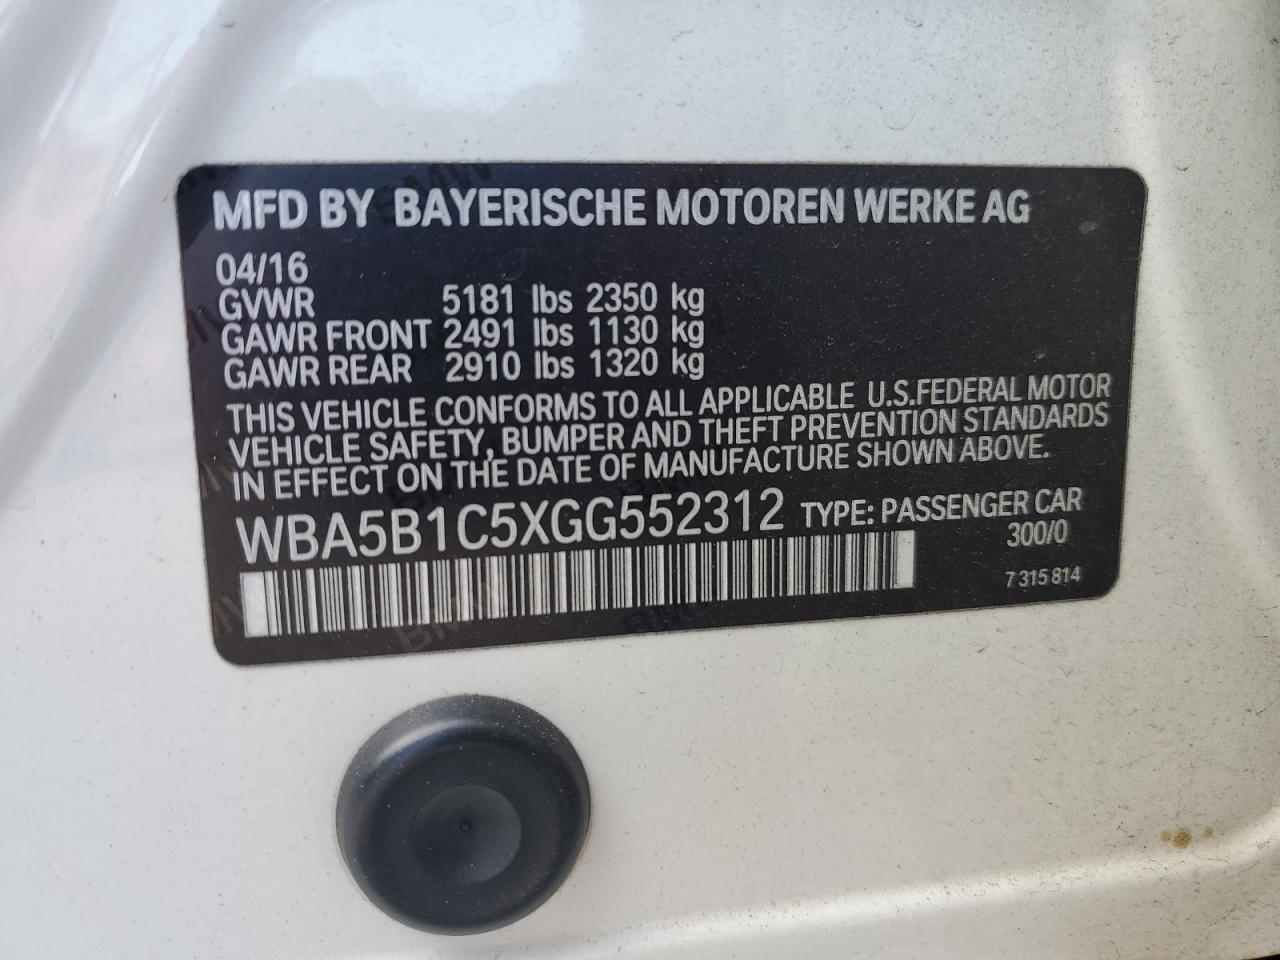 MFD BY BAYERISCHE MOTOREN WERKE AG
04/16
GVWR 5181 lbs 2350 kg
GAWR FRONT 2491 lbs 1130 kg
GAWR REAR 2910 lbs 1320 kg
THIS VEHICLE CONFORMS TO ALL APPLICABLE U.S.FEDERAL MOTOR
VEHICLE SAFETY, BUMPER AND THEFT PREVENTION STANDARDS
IN EFFECT ON THE DATE OF MANUFACTURE SHOWN ABOVE.
WBA5B1C5XGG552312 TYPE: PASSENGER CAR
300/0
7 315 814